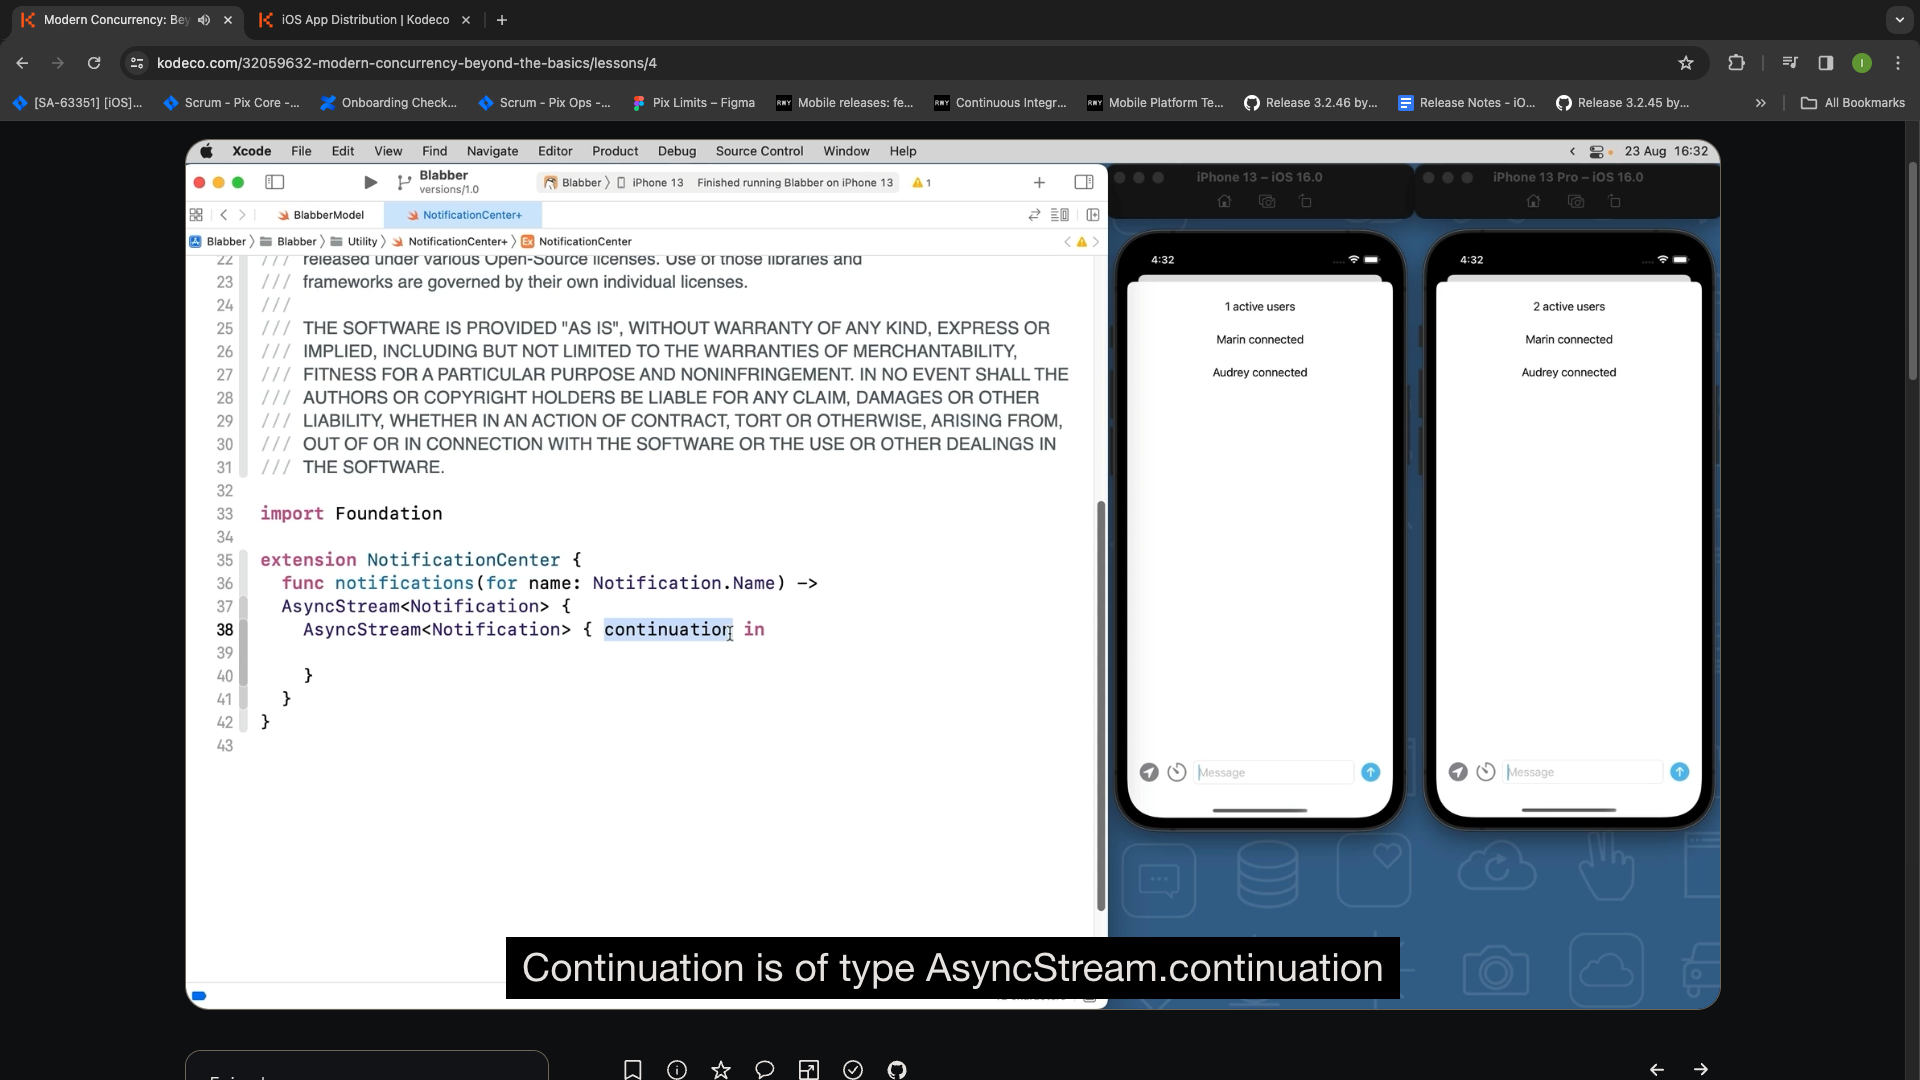 Modern Concurrency: Bey
iOS App Distribution | Kodeco
kodeco.com/32059632-modern-concurrency-beyond-the-basics/lessons/4
[SA-63351] [iOS]...
Scrum - Pix Core -...
Onboarding Check...
Scrum - Pix Ops -...
Pix Limits – Figma
Mobile releases: fe...
Continuous Integr...
Mobile Platform Te...
Release 3.2.46 by...
Release Notes - iO...
Release 3.2.45 by...
All Bookmarks
Xcode File Edit View Find Navigate Editor Product Debug Source Control Window Help
23 Aug 16:32
Blabber
versions/1.0
Blabber 〉 iPhone 13 Finished running Blabber on iPhone 13
1
BlabberModel
NotificationCenter+
Blabber 〉 Blabber 〉 Utility 〉 NotificationCenter+ 〉 Ex NotificationCenter
22 /// released under various Open-Source licenses. Use of those libraries and
23 /// frameworks are governed by their own individual licenses.
24 ///
25 /// THE SOFTWARE IS PROVIDED "AS IS", WITHOUT WARRANTY OF ANY KIND, EXPRESS OR
26 /// IMPLIED, INCLUDING BUT NOT LIMITED TO THE WARRANTIES OF MERCHANTABILITY,
27 /// FITNESS FOR A PARTICULAR PURPOSE AND NONINFRINGEMENT. IN NO EVENT SHALL THE
28 /// AUTHORS OR COPYRIGHT HOLDERS BE LIABLE FOR ANY CLAIM, DAMAGES OR OTHER
29 /// LIABILITY, WHETHER IN AN ACTION OF CONTRACT, TORT OR OTHERWISE, ARISING FROM,
30 /// OUT OF OR IN CONNECTION WITH THE SOFTWARE OR THE USE OR OTHER DEALINGS IN
31 /// THE SOFTWARE.
32
33 import Foundation
34
35 extension NotificationCenter {
36 func notifications(for name: Notification.Name) ->
37 AsyncStream<Notification> {
38 AsyncStream<Notification> { continuation in
39
40 }
41 }
42 }
43
iPhone 13 – iOS 16.0
4:32
1 active users
Marin connected
Audrey connected
Message
iPhone 13 Pro – iOS 16.0
4:32
2 active users
Marin connected
Audrey connected
Message
Continuation is of type AsyncStream.continuation